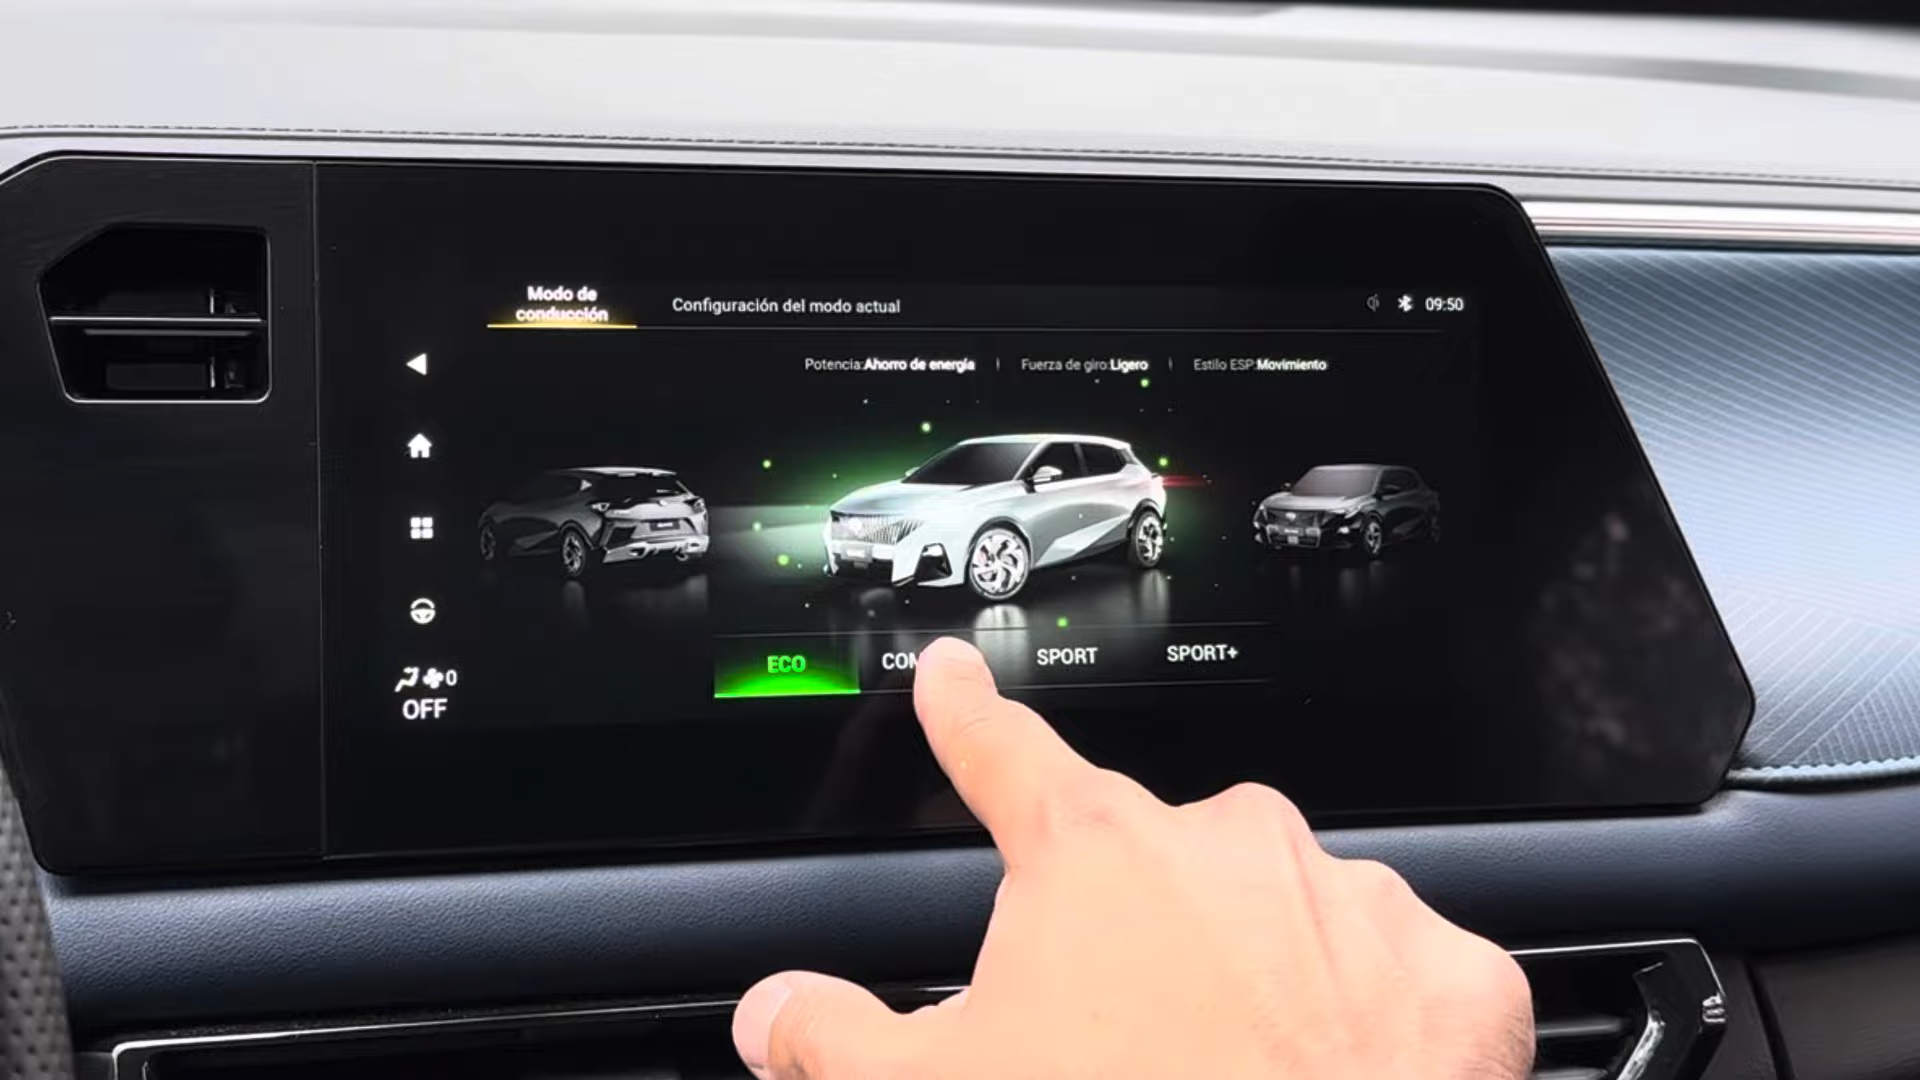 Modo de
conducción
Configuración del modo actual
09:50
Potencia:Ahorro de energía | Fuerza de giro:Ligero | Estilo ESP:Movimiento
ECO
SPORT
SPORT+
0
OFF